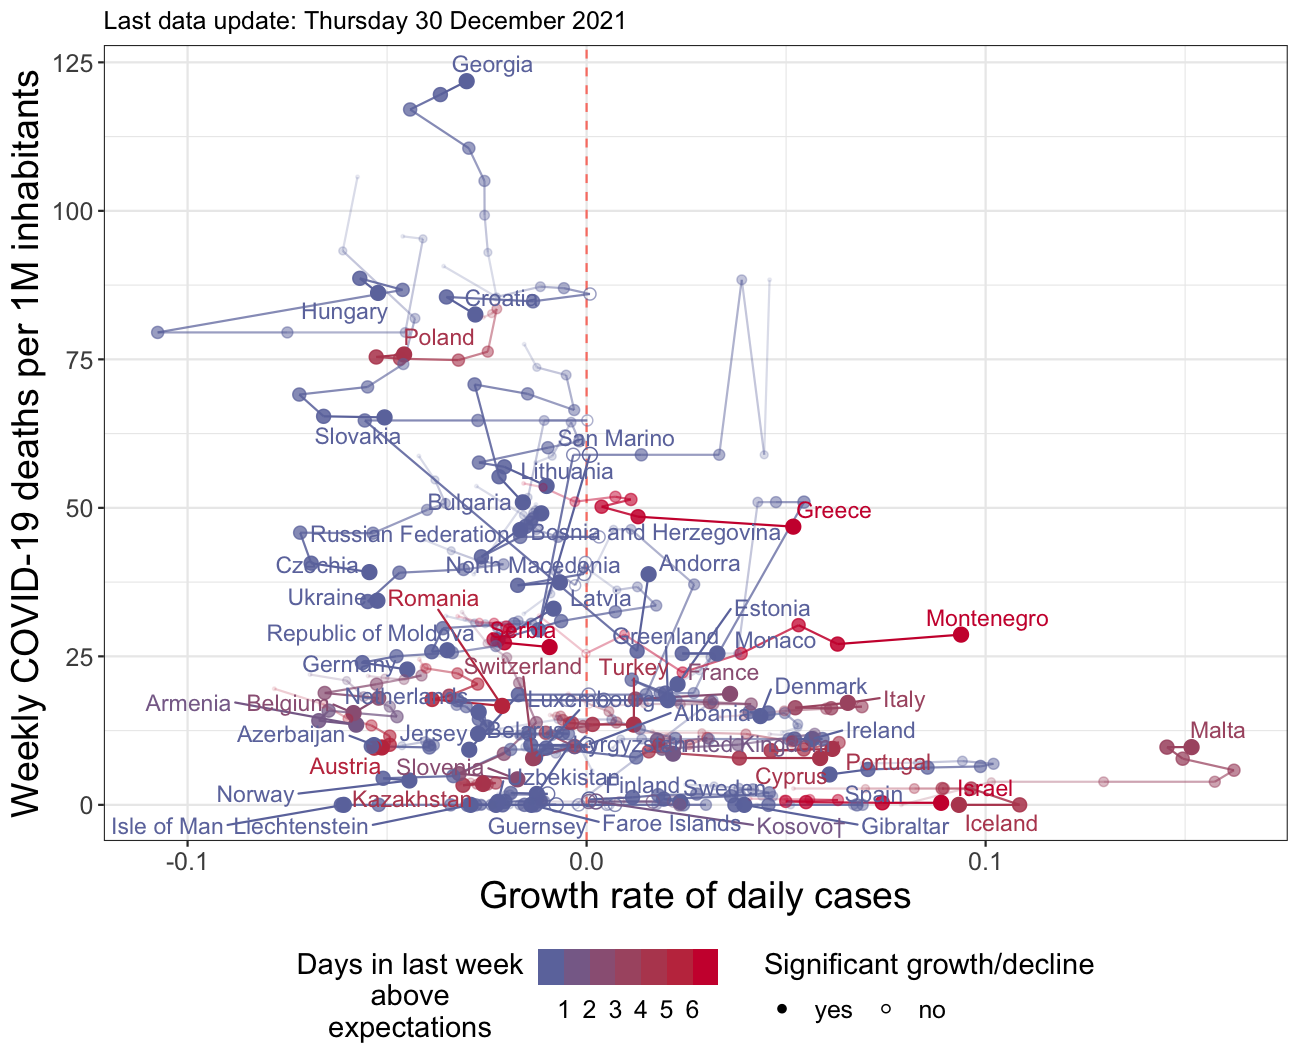 Last data update: Thursday 30 December 2021
Weekly COVID-19 deaths per 1M inhabitants
125
100
75
50
25
0
Georgia
Croatia
Hungary
Poland
Slovakia
San Marino
Lithuania
Bulgaria
Greece
Russian Federation
Bosnia and Herzegovina
Czechia
North Macedonia
Andorra
Ukraine
Romania
Latvia
Estonia
Montenegro
Republic of Moldova
Serbia
Greenland
Monaco
Germany
Switzerland
Turkey
France
Denmark
Armenia
Belgium
Netherlands
Luxembourg
Italy
Albania
Azerbaijan
Jersey
Belarus
Kyrgyzstan
United Kingdom
Ireland
Malta
Austria
Slovenia
Uzbekistan
Cyprus
Portugal
Norway
Kazakhstan
Finland
Sweden
Spain
Israel
Isle of Man
Liechtenstein
Guernsey
Faroe Islands
Kosovo†
Gibraltar
Iceland
-0.1
0.0
0.1
Growth rate of daily cases
Days in last week
above
expectations
1 2 3 4 5 6
Significant growth/decline
yes
no